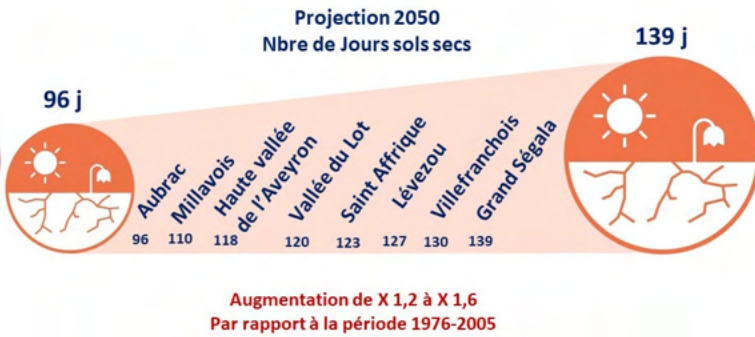 Projection 2050
Nbre de Jours sols secs
96 j
139 j
Aubrac
Millavois
Haute vallée
de l'Aveyron
Vallée du Lot
Saint Affrique
Lévezou
Villefranchois
Grand Ségala
96 110 118 120 123 127 130 139
Augmentation de X 1,2 à X 1,6
Par rapport à la période 1976-2005